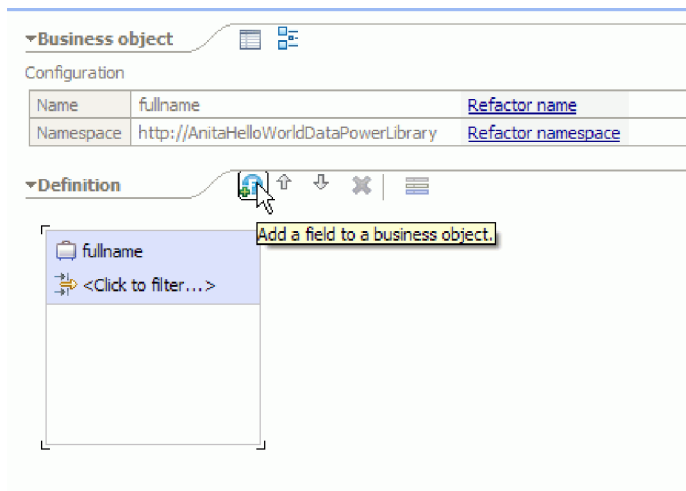 Business object
Configuration
Name fullname Refactor name
Namespace http://AnitaHelloWorldDataPowerLibrary Refactor namespace
Definition
Add a field to a business object.
fullname
<Click to filter...>